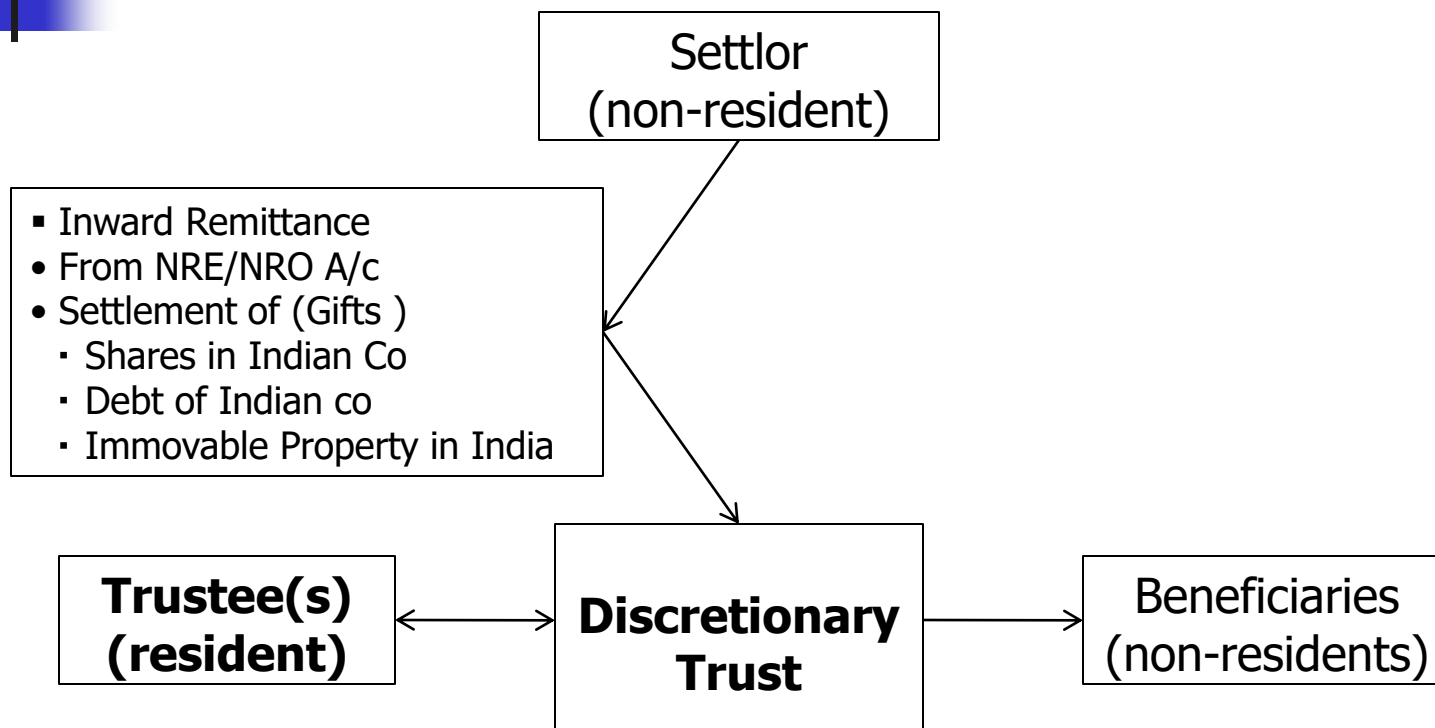 Settlor
(non-resident)
▪ Inward Remittance
• From NRE/NRO A/c
• Settlement of (Gifts )
▪ Shares in Indian Co
▪ Debt of Indian co
▪ Immovable Property in India
Trustee(s)
(resident)
Discretionary
Trust
Beneficiaries
(non-residents)